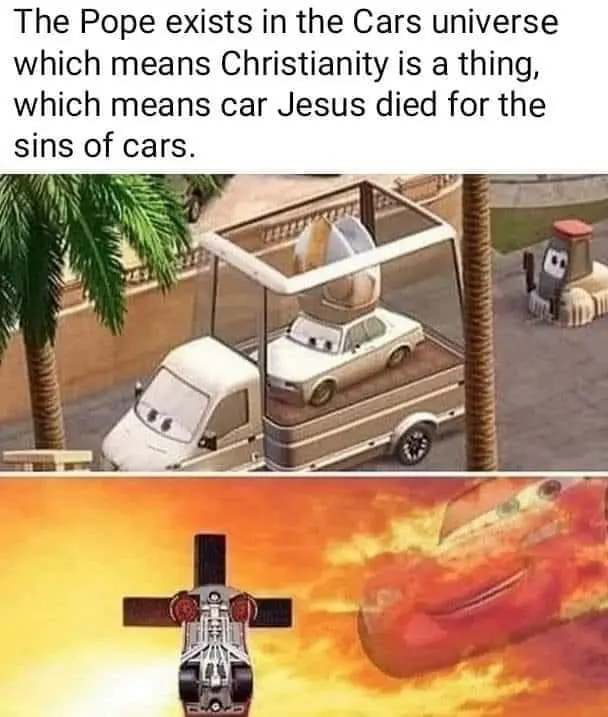 The Pope exists in the Cars universe
which means Christianity is a thing,
which means car Jesus died for the
sins of cars.